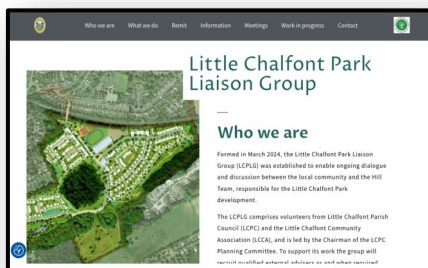 Who we are What we do Remit Information Meetings Work in progress Contact
Little Chalfont Park
Liaison Group
Who we are
Formed in March 2024, the Little Chalfont Park Liaison
Group (LCPLG) was established to enable ongoing dialogue
and discussion between the local community and the Hill
Team, responsible for the Little Chalfont Park
development.
The LCPLG comprises volunteers from Little Chalfont Parish
Council (LCPC) and the Little Chalfont Community
Association (LCCA), and is led by the Chairman of the LCPC
Planning Committee. To support its work the group will
recruit qualified external advisers as and when required